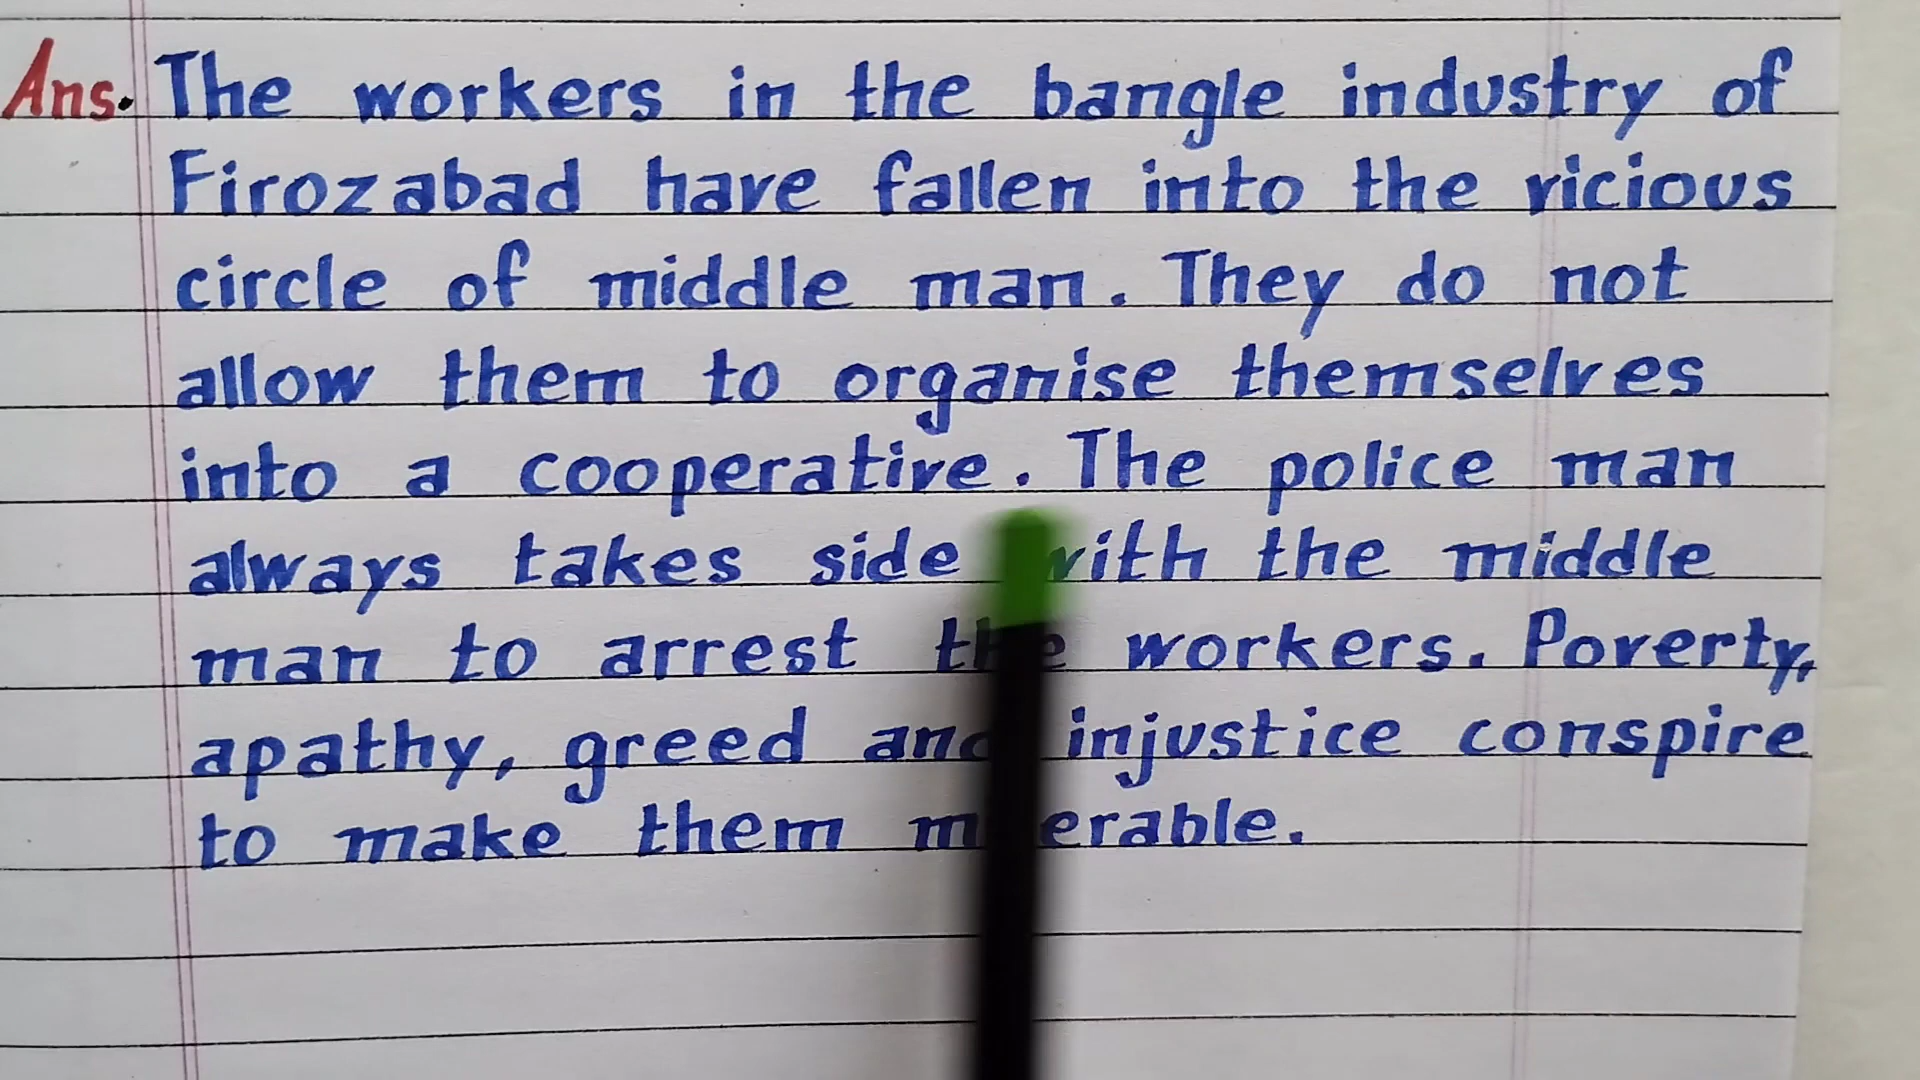 Ans. The workers in the bangle industry of
Firozabad have fallen into the vicious
circle of middle man. They do not
allow them to organise themselves
into a cooperative. The police man
always takes side with the middle
man to arrest the workers. Poverty,
apathy, greed and injustice conspire
to make them miserable.